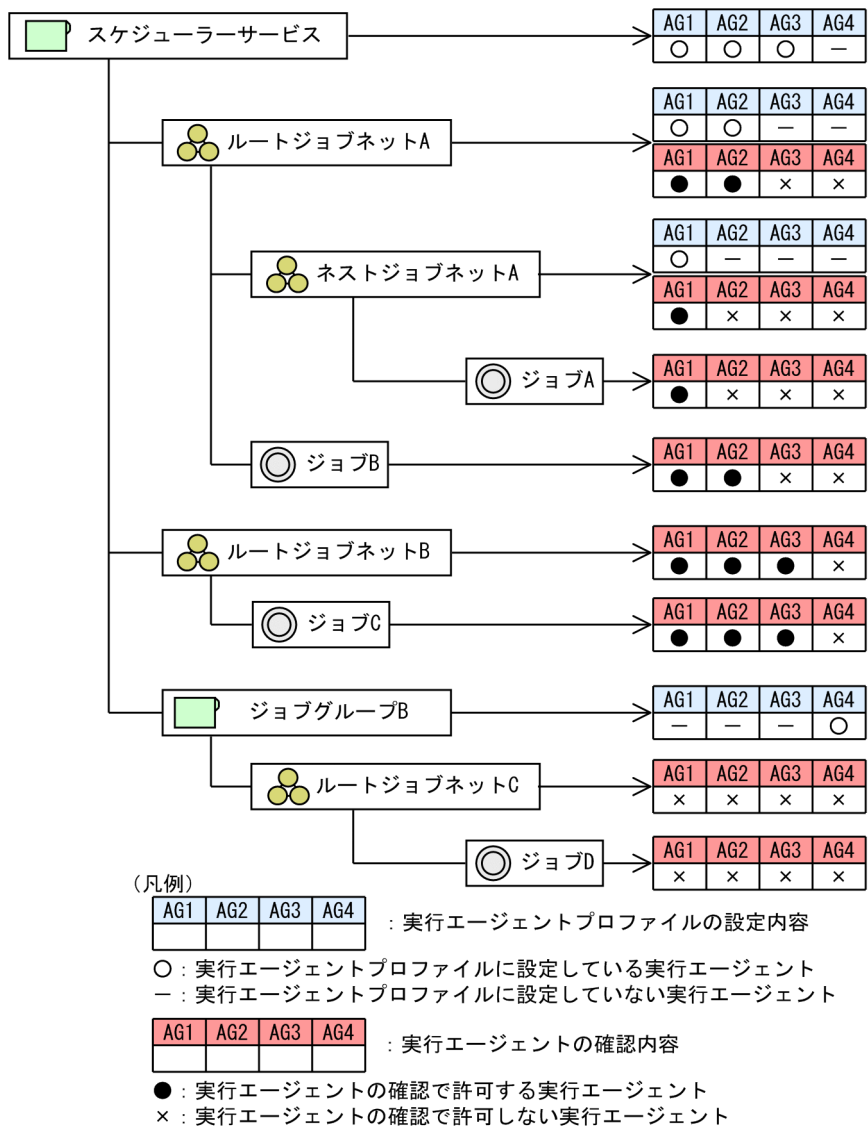 スケジューラーサービス
AG1 AG2 AG3 AG4
○ ○ ○ −
ルートジョブネットA
AG1 AG2 AG3 AG4
○ ○ − −
AG1 AG2 AG3 AG4
● ● × ×
ネストジョブネットA
AG1 AG2 AG3 AG4
○ − − −
AG1 AG2 AG3 AG4
● × × ×
ジョブA
AG1 AG2 AG3 AG4
● × × ×
ジョブB
AG1 AG2 AG3 AG4
● ● × ×
ルートジョブネットB
AG1 AG2 AG3 AG4
● ● ● ×
ジョブC
AG1 AG2 AG3 AG4
● ● ● ×
ジョブグループB
AG1 AG2 AG3 AG4
− − − ○
ルートジョブネットC
AG1 AG2 AG3 AG4
× × × ×
ジョブD
AG1 AG2 AG3 AG4
× × × ×
(凡例)
AG1 AG2 AG3 AG4 :実行エージェントプロファイルの設定内容
○:実行エージェントプロファイルに設定している実行エージェント
−:実行エージェントプロファイルに設定していない実行エージェント
AG1 AG2 AG3 AG4 :実行エージェントの確認内容
●:実行エージェントの確認で許可する実行エージェント
×:実行エージェントの確認で許可しない実行エージェント